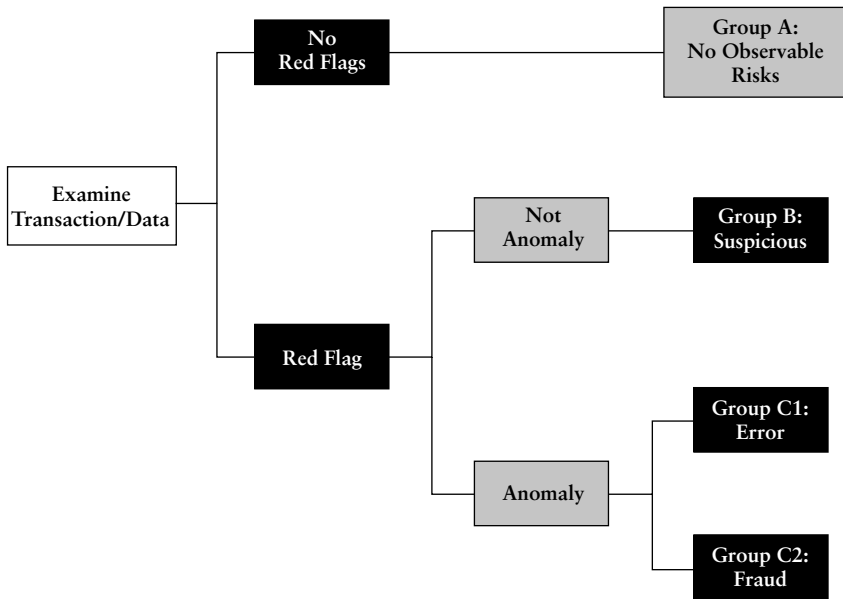 No
Red Flags
Group A:
No Observable
Risks
Examine
Transaction/Data
Not
Anomaly
Group B:
Suspicious
Red Flag
Group C1:
Error
Anomaly
Group C2:
Fraud